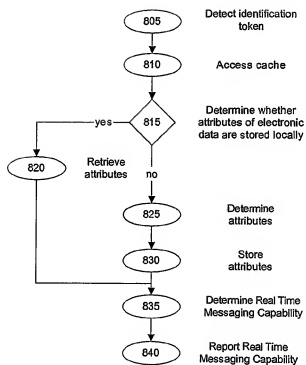 805
Detect identification
token
810
Access cache
815
Determine whether
attributes of electronic
data are stored locally
yes
820
Retrieve
attributes
no
825
Determine
attributes
830
Store
attributes
835
Determine Real Time
Messaging Capability
840
Report Real Time
Messaging Capability